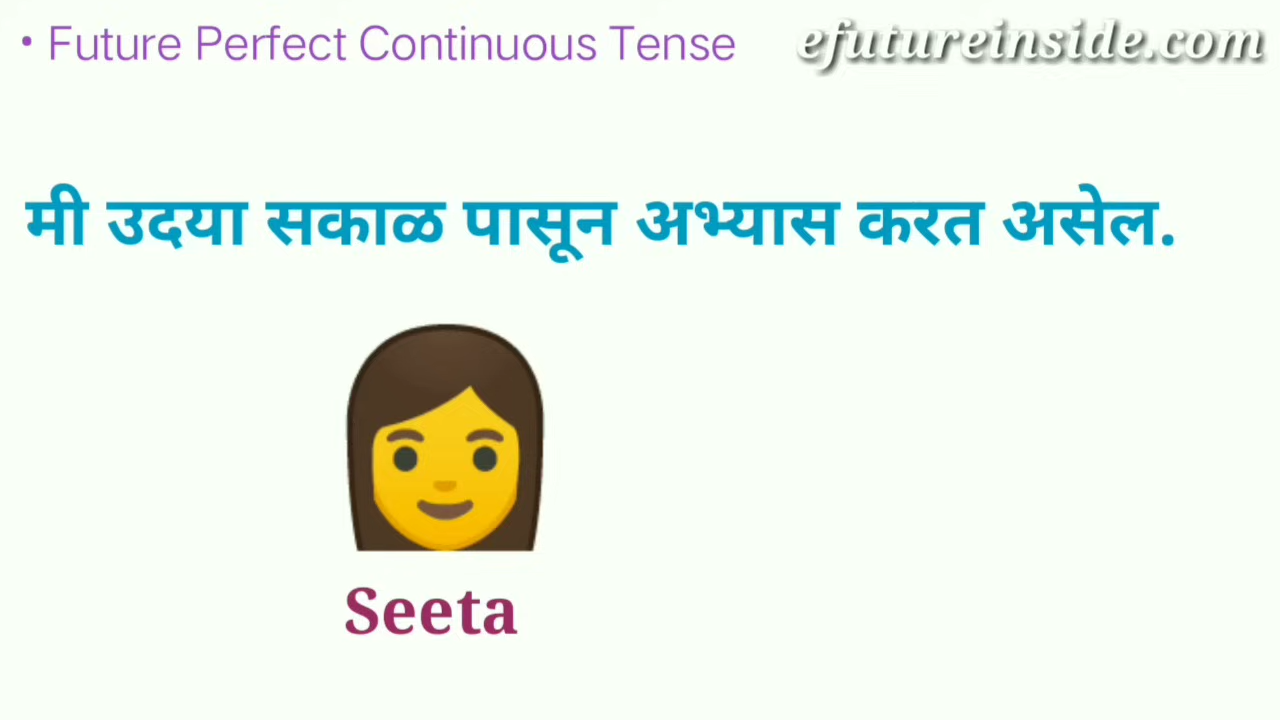 • Future Perfect Continuous Tense
efutureinside.com
मी उदया सकाळ पासून अभ्यास करत असेल.
Seeta